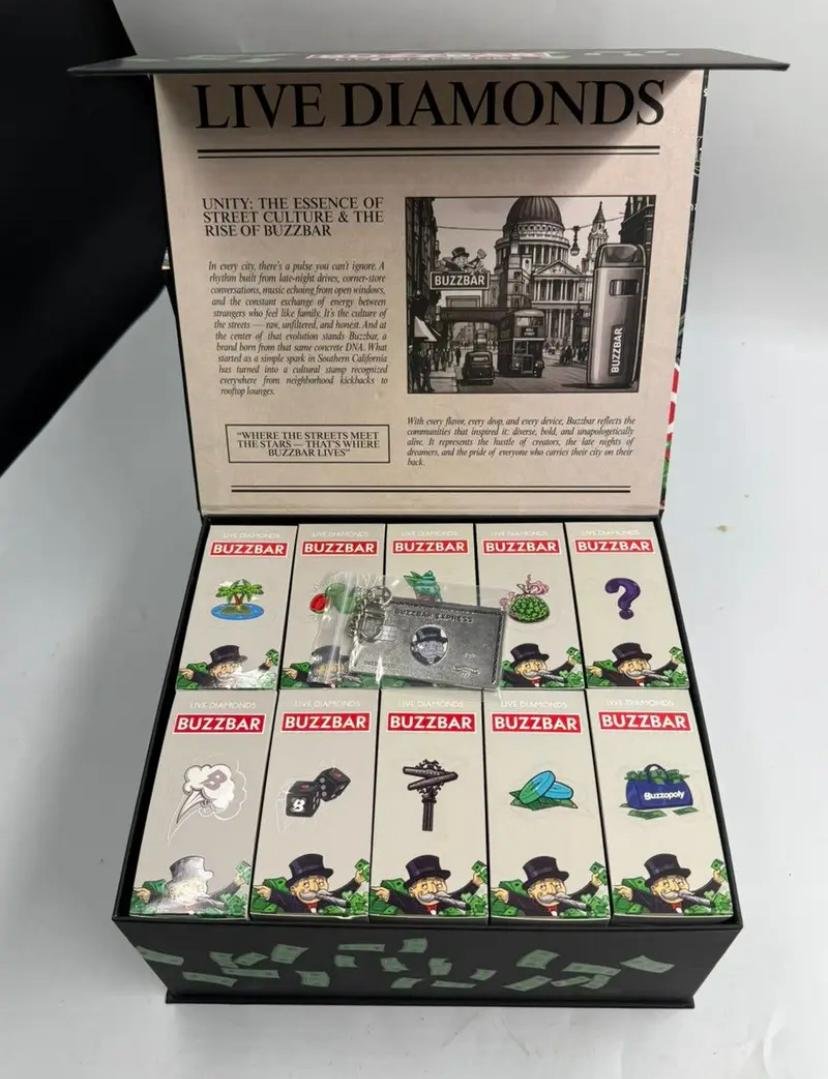 BUZZBAR
LIVE DIAMONDS
LIVE DIAMONDS
UNITY: THE ESSENCE OF
STREET CULTURE & THE
RISE OF BUZZBAR
In every city, there's a pulse you can't ignore. A
rhythm built from late-night drives, corner-store
conversations, music echoing from open windows,
and the constant exchange of energy between
strangers who feel like family. It's the culture of
the streets — raw, unfiltered, and honest. And at
the center of that evolution stands Buzzbar, a
brand born from that same concrete DNA. What
started as a simple spark in Southern California
has turned into a cultural stamp recognized
everywhere from neighborhood kickbacks to
rooftop lounges.
"WHERE THE STREETS MEET
THE STARS — THAT'S WHERE
BUZZBAR LIVES"
BUZZBAR
BUZZBAR
With every flavor, every drop, and every device, Buzzbar reflects the
communities that inspired it: diverse, bold, and unapologetically
alive. It represents the hustle of creators, the late nights of
dreamers, and the pride of everyone who carries their city on their
back.
LIVE DIAMONDS
BUZZBAR
LIVE DIAMONDS
BUZZBAR
LIVE DIAMONDS
BUZZBAR
LIVE DIAMONDS
BUZZBAR
LIVE DIAMONDS
BUZZBAR
?
BUZZBAR EXPRESS
LIVE DIAMONDS
BUZZBAR
B
LIVE DIAMONDS
BUZZBAR
B
LIVE DIAMONDS
BUZZBAR
LIVE DIAMONDS
BUZZBAR
LIVE DIAMONDS
BUZZBAR
Buzzopoly